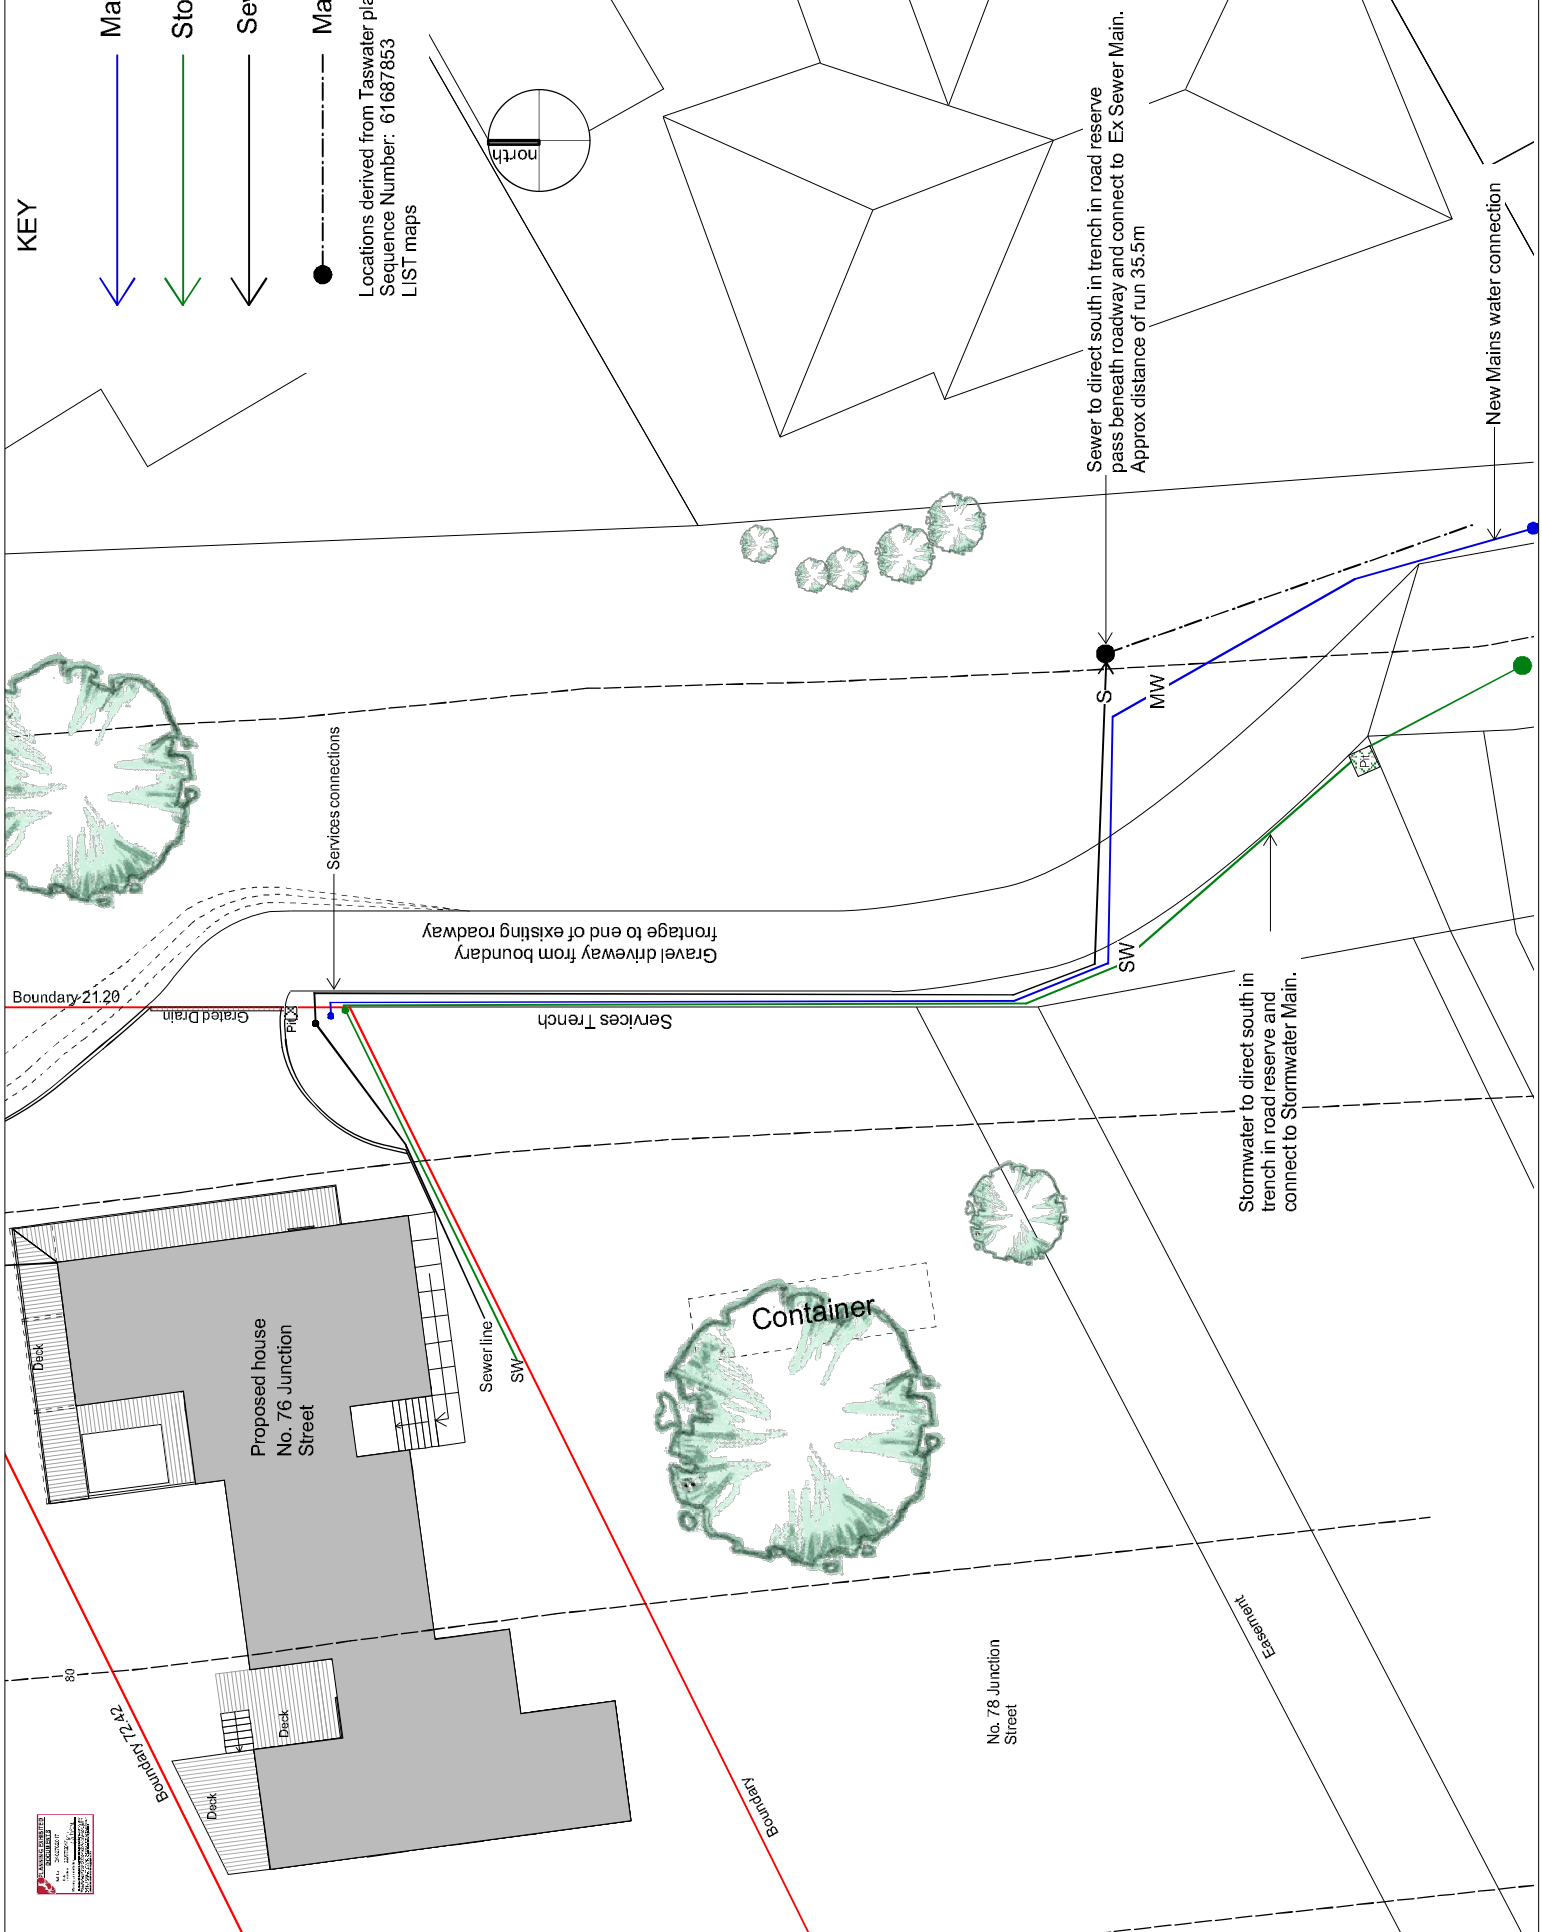 KEY
Ma
Sto
Se
Ma
Locations derived from Taswater pla
Sequence Number: 61687853
LIST maps
north
Sewer to direct south in trench in road reserve
pass beneath roadway and connect to Ex Sewer Main.
Approx distance of run 35.5m
New Mains water connection
Services connections
S
MW
Pit
SW
Gravel driveway from boundary
frontage to end of existing roadway
Boundary 21.20
Grated Drain
Pit
Services Trench
Stormwater to direct south in
trench in road reserve and
connect to Stormwater Main.
Deck
Proposed house
No. 76 Junction
Street
Sewer line
SW
Container
80
Boundary 72.42
Deck
Deck
Boundary
No. 78 Junction
Street
Easement
PLANNING EXHIBITED
DOCUMENTS